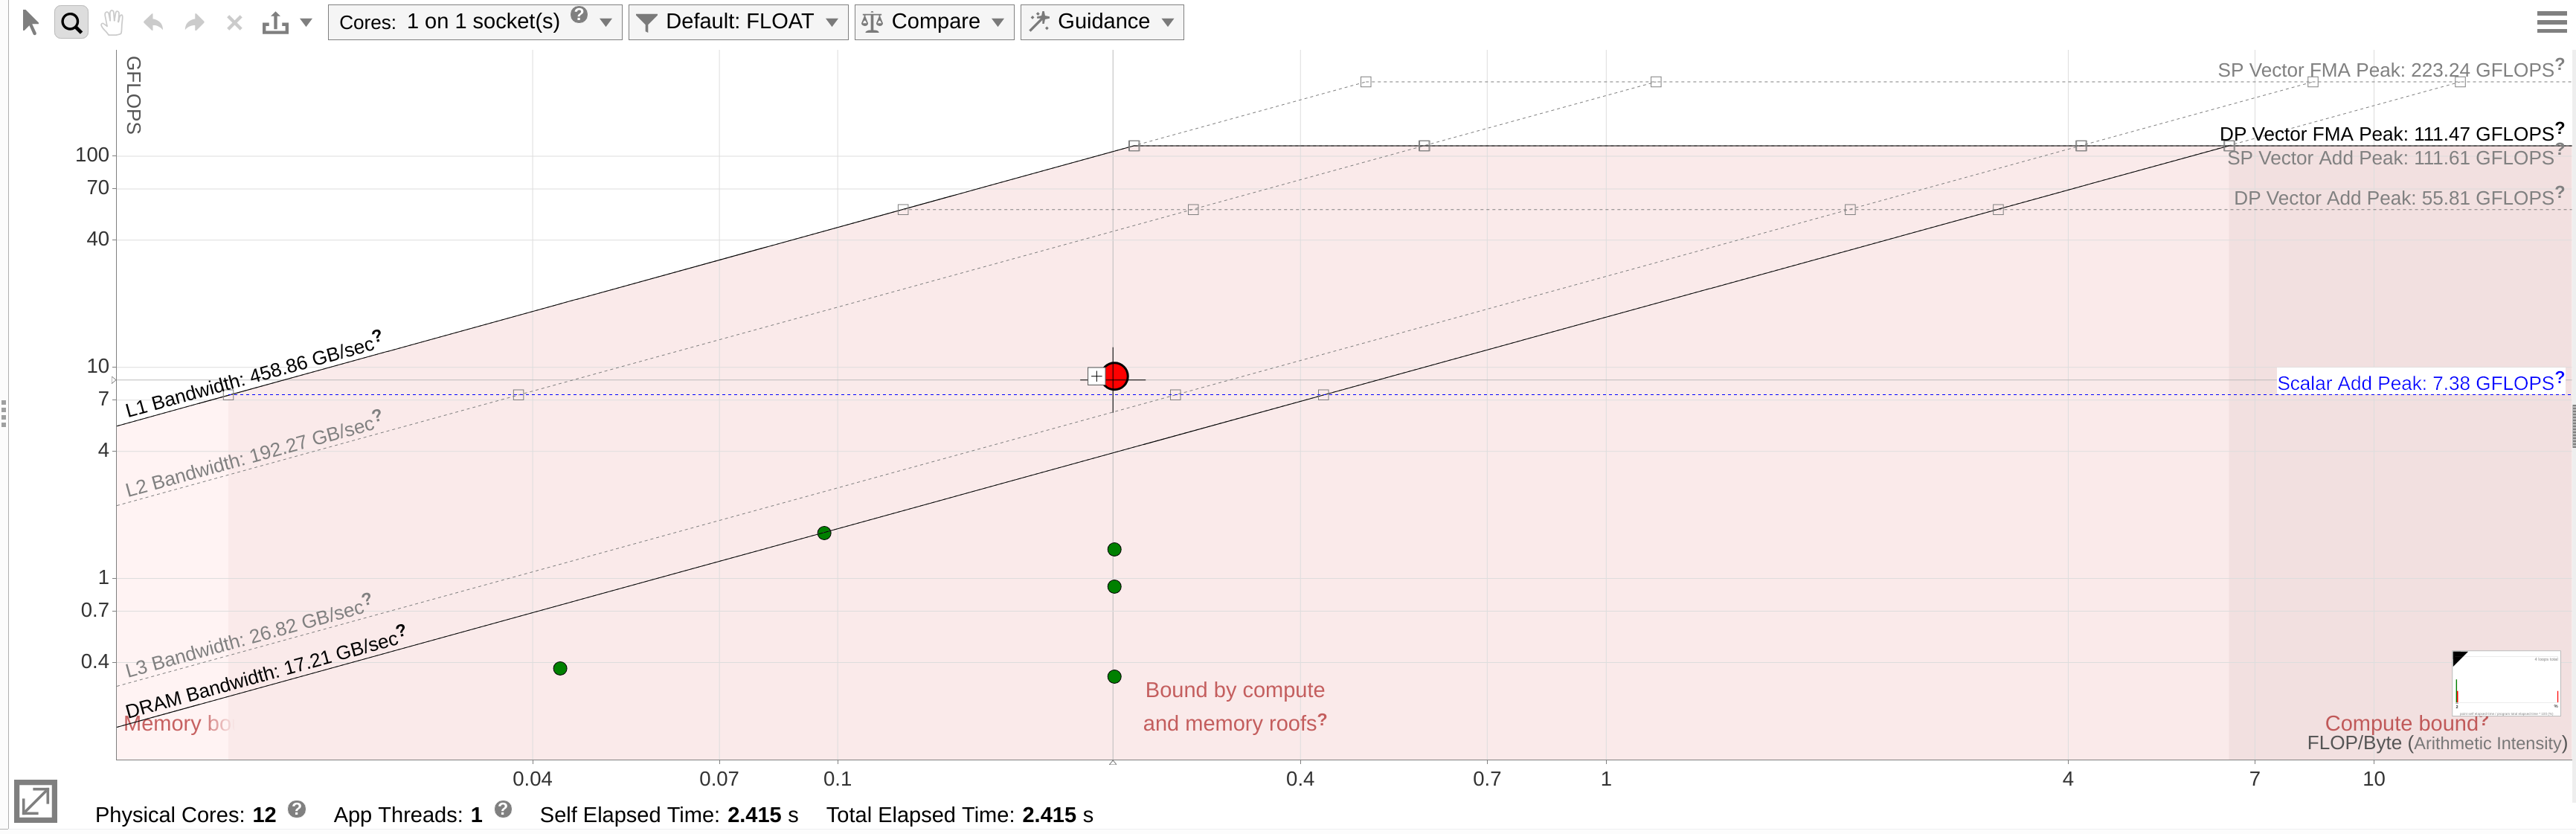 Cores: 1 on 1 socket(s) ?
Default: FLOAT
Compare
Guidance
GFLOPS
SP Vector FMA Peak: 223.24 GFLOPS?
DP Vector FMA Peak: 111.47 GFLOPS?
SP Vector Add Peak: 111.61 GFLOPS?
DP Vector Add Peak: 55.81 GFLOPS?
Scalar Add Peak: 7.38 GFLOPS?
100
70
40
10
7
4
1
0.7
0.4
L1 Bandwidth: 458.86 GB/sec?
L2 Bandwidth: 192.27 GB/sec?
L3 Bandwidth: 26.82 GB/sec?
DRAM Bandwidth: 17.21 GB/sec?
Memory bo
Bound by compute
and memory roofs?
Compute bound?
FLOP/Byte (Arithmetic Intensity)
0.04 0.07 0.1 0.4 0.7 1 4 7 10
Physical Cores: 12 ? App Threads: 1 ? Self Elapsed Time: 2.415 s Total Elapsed Time: 2.415 s